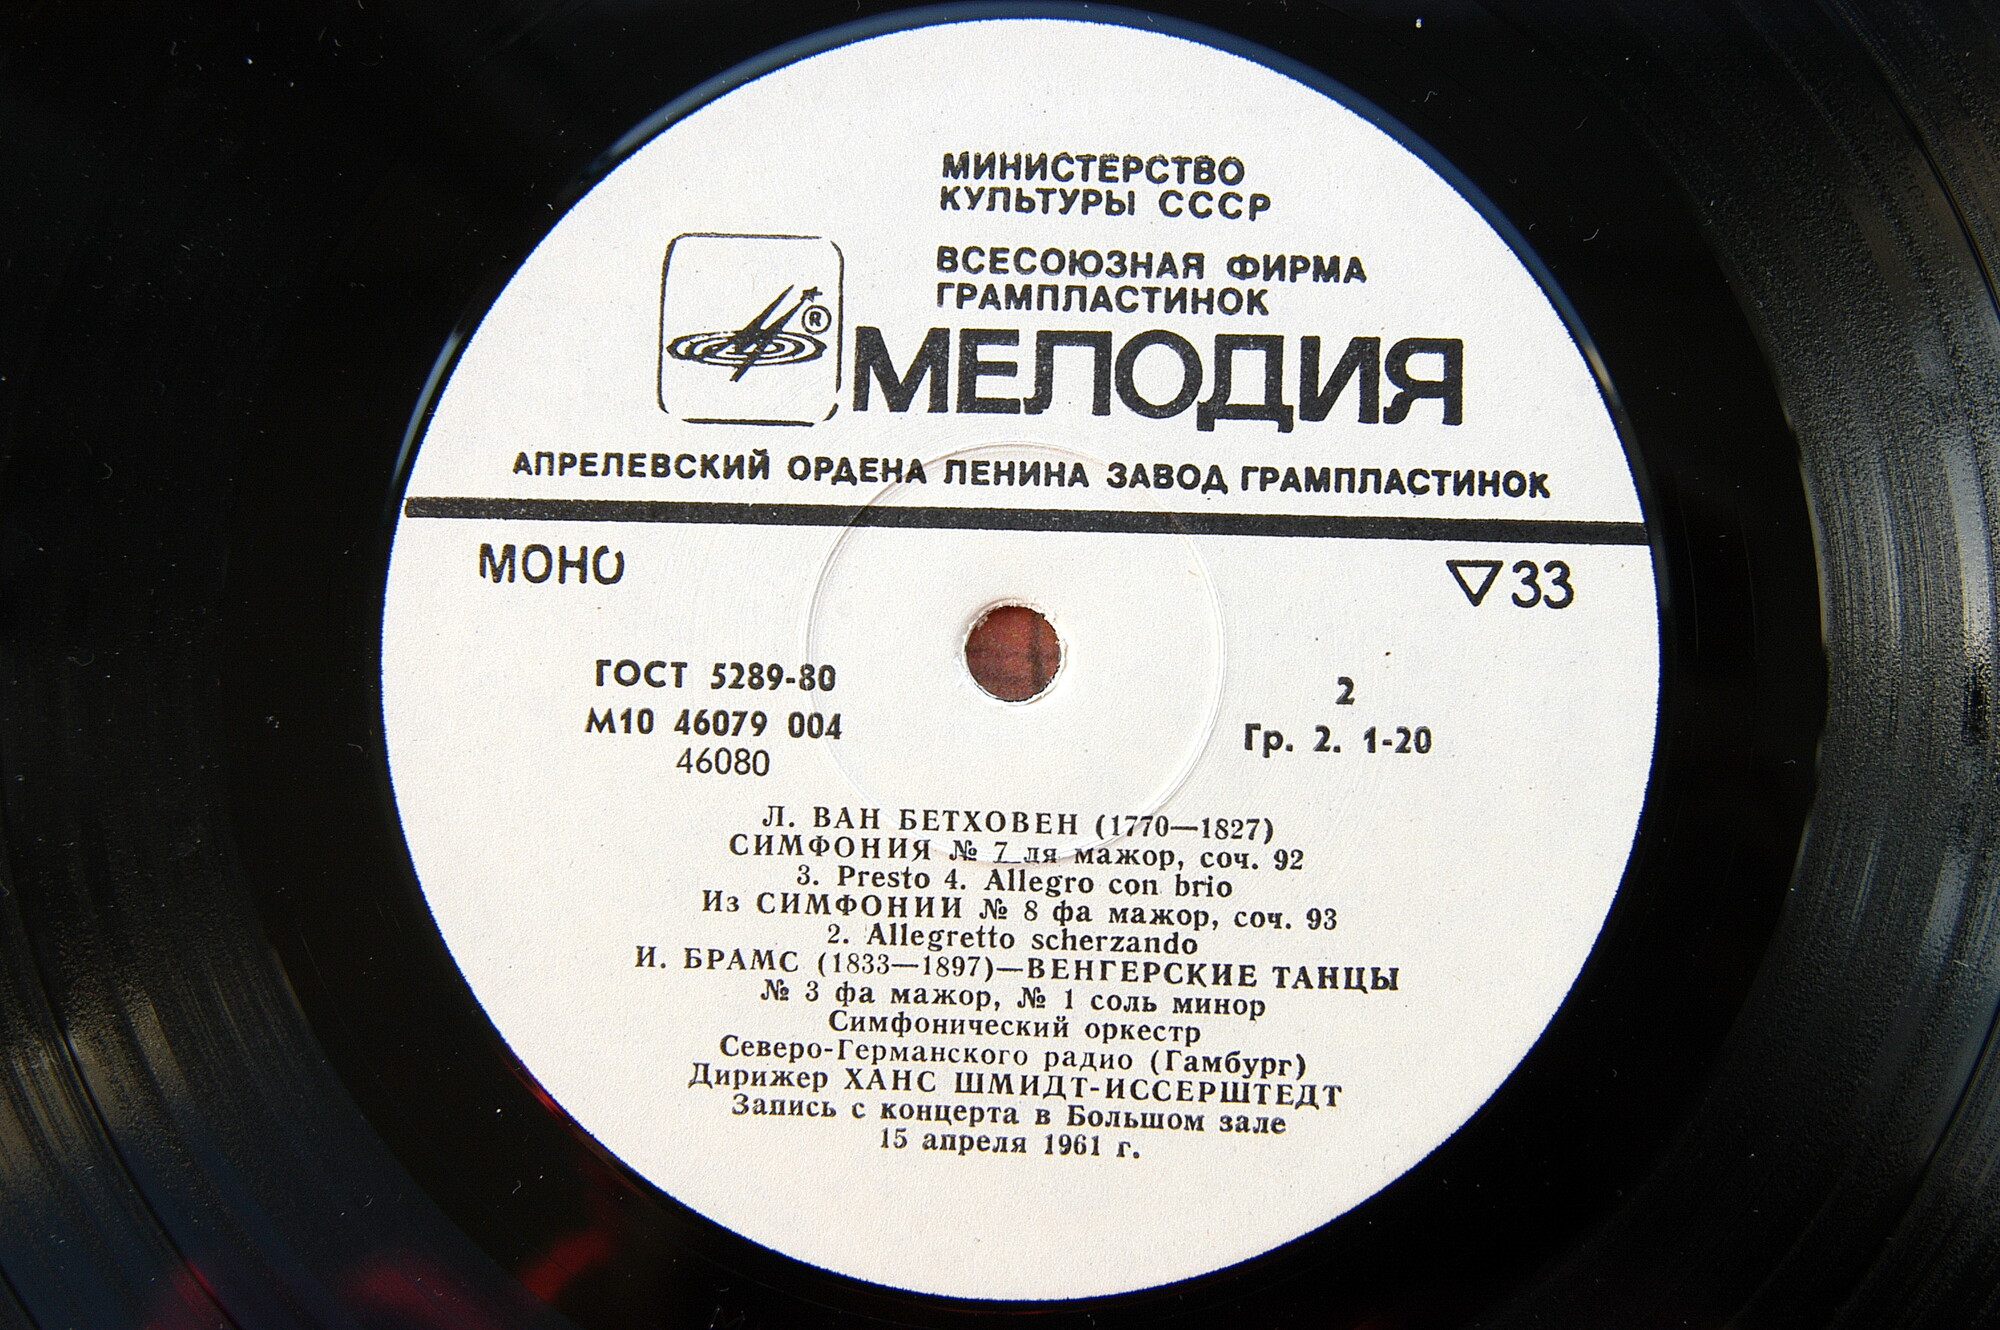 МИНИСТЕРСТВО
КУЛЬТУРЫ СССР
ВСЕСОЮЗНАЯ ФИРМА
ГРАМПЛАСТИНОК
®
МЕЛОДИЯ
АПРЕЛЕВСКИЙ ОРДЕНА ЛЕНИНА ЗАВОД ГРАМПЛАСТИНОК
МОНО
▽33
ГОСТ 5289-80
М10 46079 004
46080
2
Гр. 2. 1-20
Л. ВАН БЕТХОВЕН (1770—1827)
СИМФОНИЯ № 7 ля мажор, соч. 92
3. Presto 4. Allegro con brio
Из СИМФОНИИ № 8 фа мажор, соч. 93
2. Allegretto scherzando
И. БРАМС (1833—1897)—ВЕНГЕРСКИЕ ТАНЦЫ
№ 3 фа мажор, № 1 соль минор
Симфонический оркестр
Северо-Германского радио (Гамбург)
Дирижер ХАНС ШМИДТ-ИССЕРШТЕДТ
Запись с концерта в Большом зале
15 апреля 1961 г.